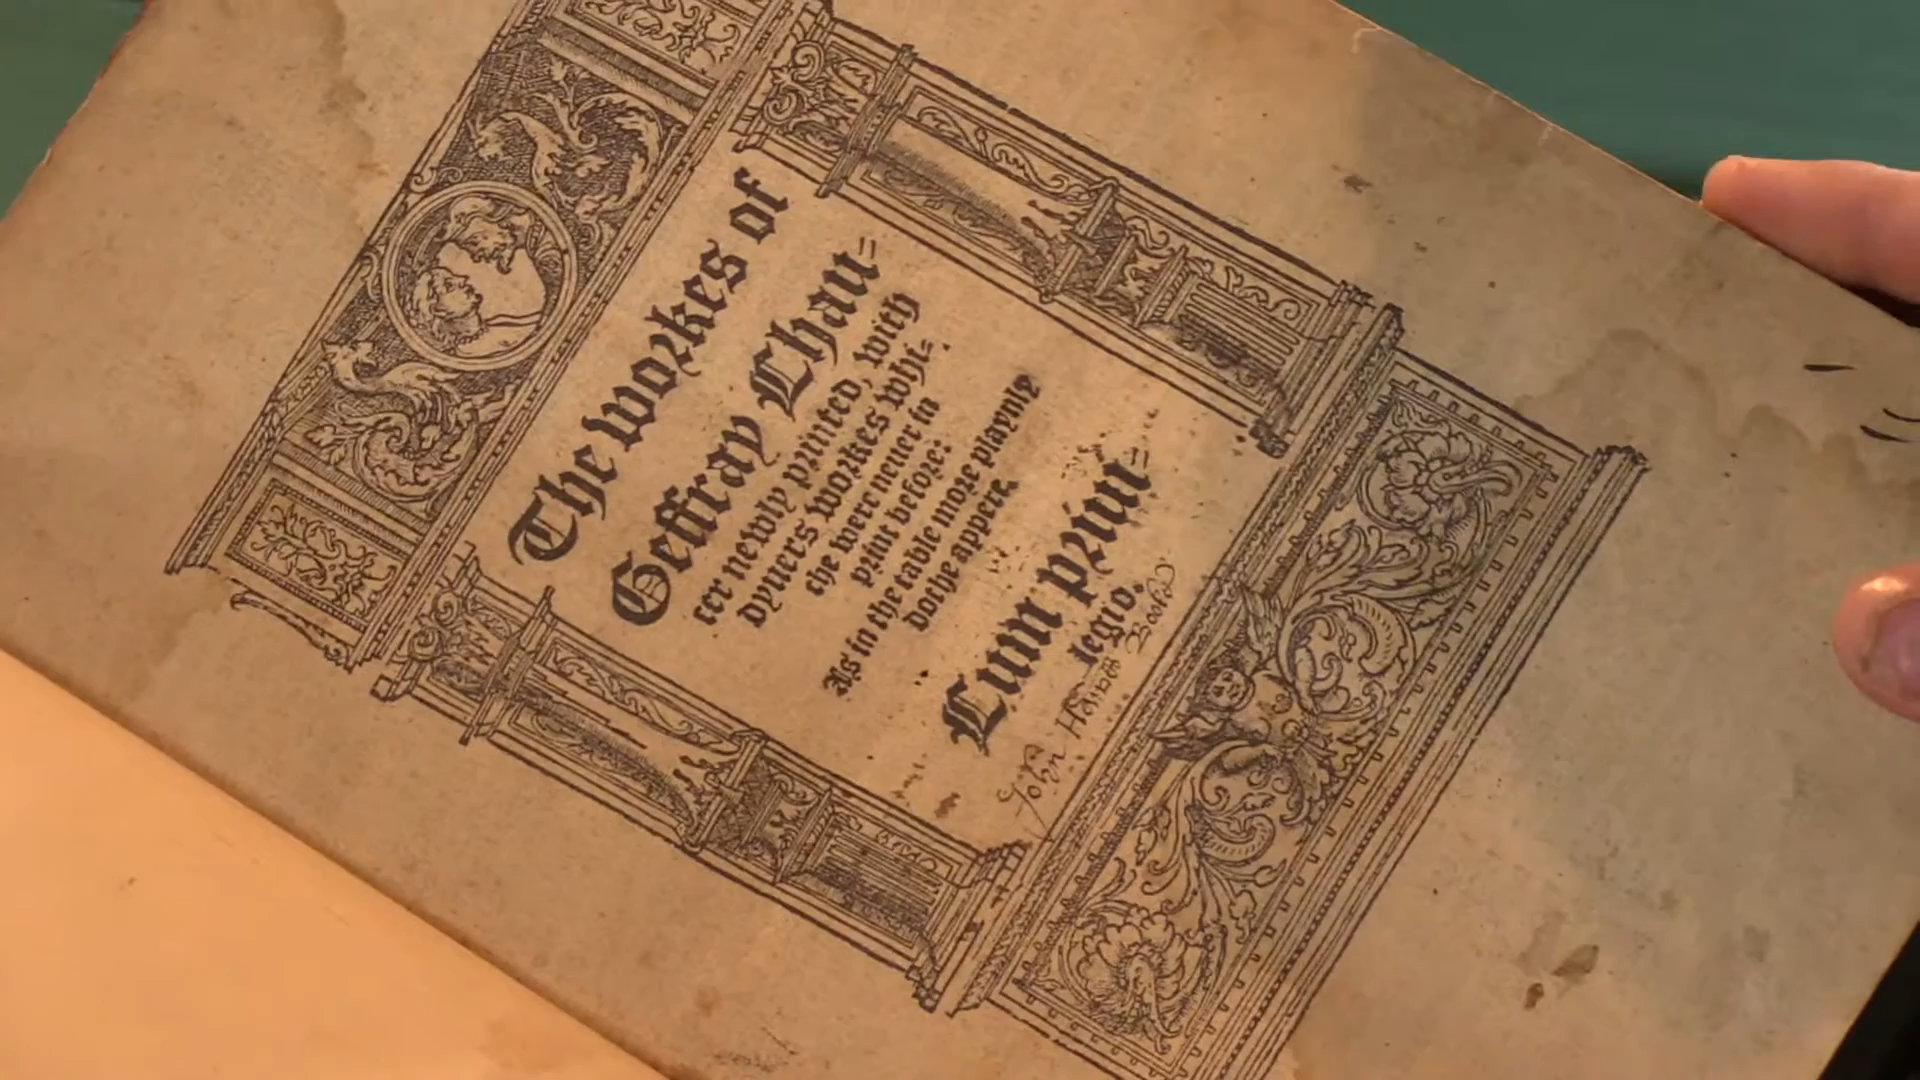 The workes of
Geffray Chau=
cer newly printed, with
dyuers workes whi=
che were neuer in
print before:
As in the table more playnly
dothe appere.
Cum priui=
legio.
John Books